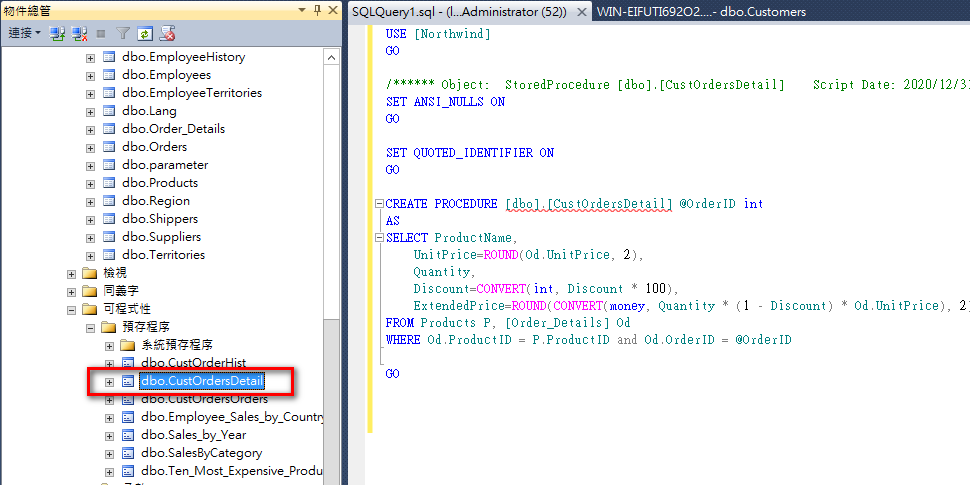 物件總管
連接
dbo.EmployeeHistory
dbo.Employees
dbo.EmployeeTerritories
dbo.Lang
dbo.Order_Details
dbo.Orders
dbo.parameter
dbo.Products
dbo.Region
dbo.Shippers
dbo.Suppliers
dbo.Territories
檢視
同義字
可程式性
預存程序
系統預存程序
dbo.CustOrderHist
dbo.CustOrdersDetail
dbo.CustOrdersOrders
dbo.Employee_Sales_by_Country
dbo.Sales_by_Year
dbo.SalesByCategory
dbo.Ten_Most_Expensive_Produ
SQLQuery1.sql - (l...Administrator (52))
WIN-EIFUTI692O2....- dbo.Customers
USE [Northwind]
GO
/****** Object:  StoredProcedure [dbo].[CustOrdersDetail]    Script Date: 2020/12/31
SET ANSI_NULLS ON
GO
SET QUOTED_IDENTIFIER ON
GO
CREATE PROCEDURE [dbo].[CustOrdersDetail] @OrderID int
AS
SELECT ProductName,
UnitPrice=ROUND(Od.UnitPrice, 2),
Quantity,
Discount=CONVERT(int, Discount * 100),
ExtendedPrice=ROUND(CONVERT(money, Quantity * (1 - Discount) * Od.UnitPrice), 2)
FROM Products P, [Order_Details] Od
WHERE Od.ProductID = P.ProductID and Od.OrderID = @OrderID
GO